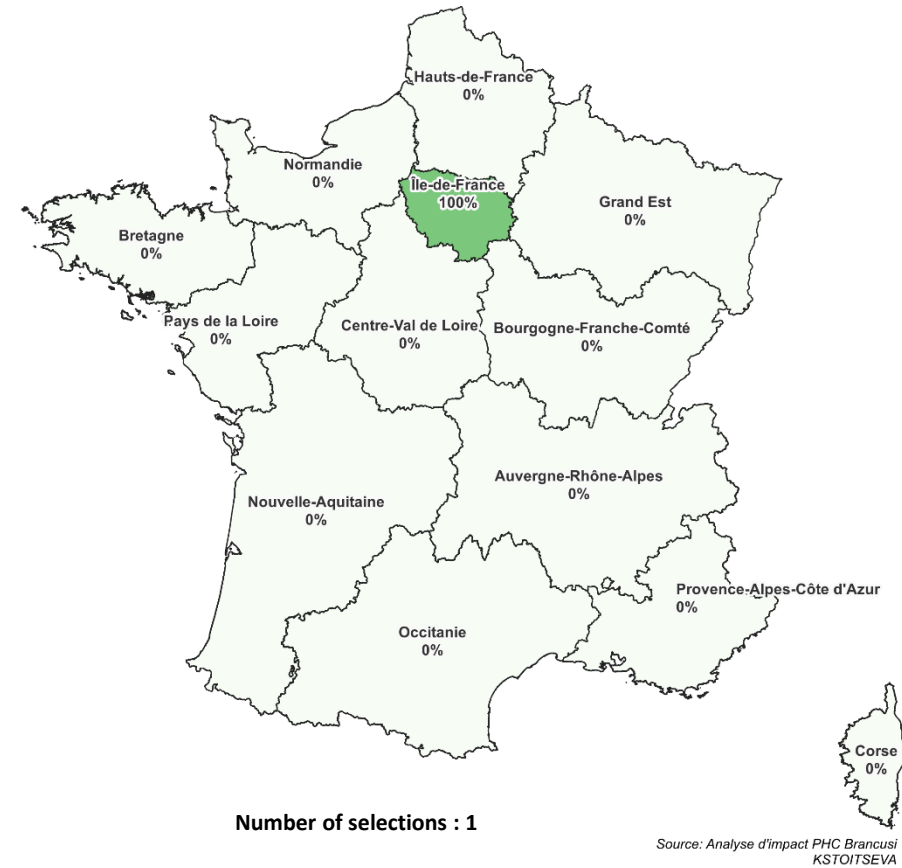 Hauts-de-France
0%
Normandie
0%
Île-de-France
100%
Grand Est
0%
Bretagne
0%
Pays de la Loire
0%
Centre-Val de Loire
0%
Bourgogne-Franche-Comté
0%
Auvergne-Rhône-Alpes
0%
Nouvelle-Aquitaine
0%
Provence-Alpes-Côte d'Azur
0%
Occitanie
0%
Corse
0%
Number of selections : 1
Source: Analyse d'impact PHC Brancusi
KSTOITSEVA